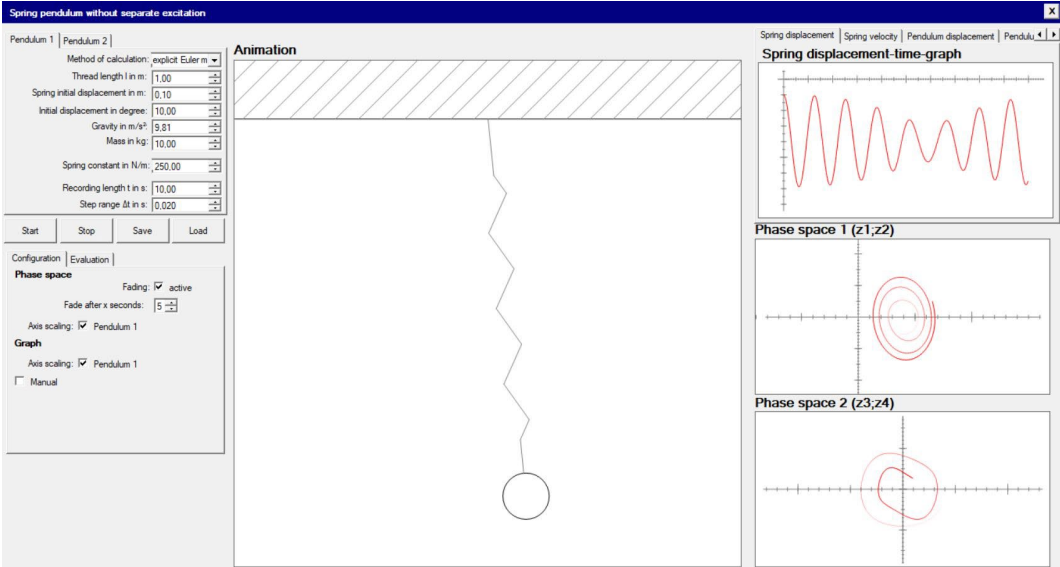 Spring pendulum without separate excitation
x
Pendulum 1 Pendulum 2
Method of calculation: explicit Euler m
Thread length l in m: 1,00
Spring initial displacement in m: 0,10
Initial displacement in degree: 10,00
Gravity in m/s²: 9,81
Mass in kg: 10,00
Spring constant in N/m: 250,00
Recording length t in s: 10,00
Step range Δt in s: 0,020
Start Stop Save Load
Configuration Evaluation
Phase space
Fading: active
Fade after x seconds: 5
Axis scaling: Pendulum 1
Graph
Axis scaling: Pendulum 1
Manual
Animation
Spring displacement Spring velocity Pendulum displacement Pendulu
Spring displacement-time-graph
Phase space 1 (z1;z2)
Phase space 2 (z3;z4)